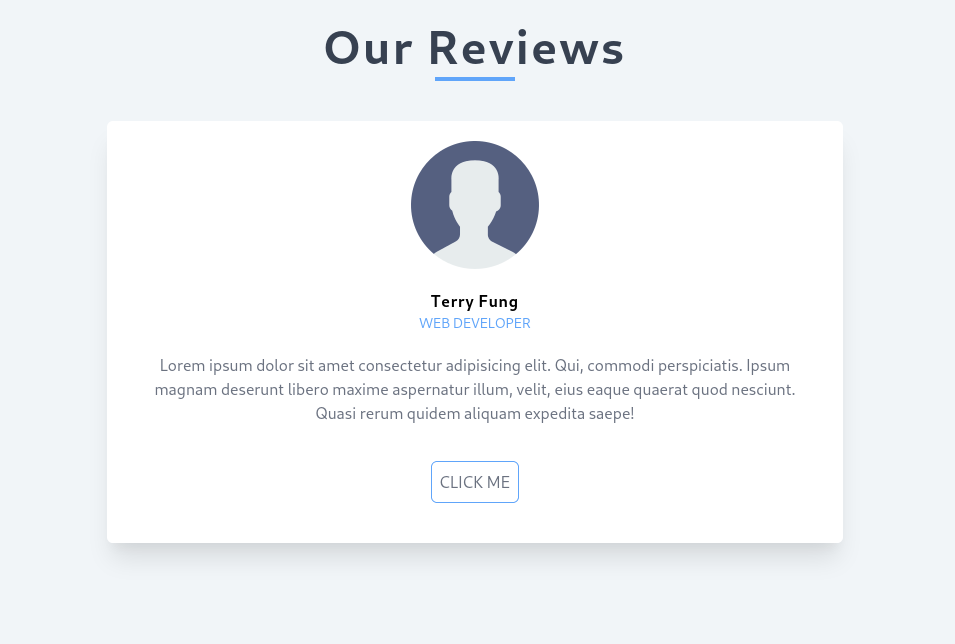 Our Reviews
Terry Fung
WEB DEVELOPER
Lorem ipsum dolor sit amet consectetur adipisicing elit. Qui, commodi perspiciatis. Ipsum
magnam deserunt libero maxime aspernatur illum, velit, eius eaque quaerat quod nesciunt.
Quasi rerum quidem aliquam expedita saepe!
CLICK ME